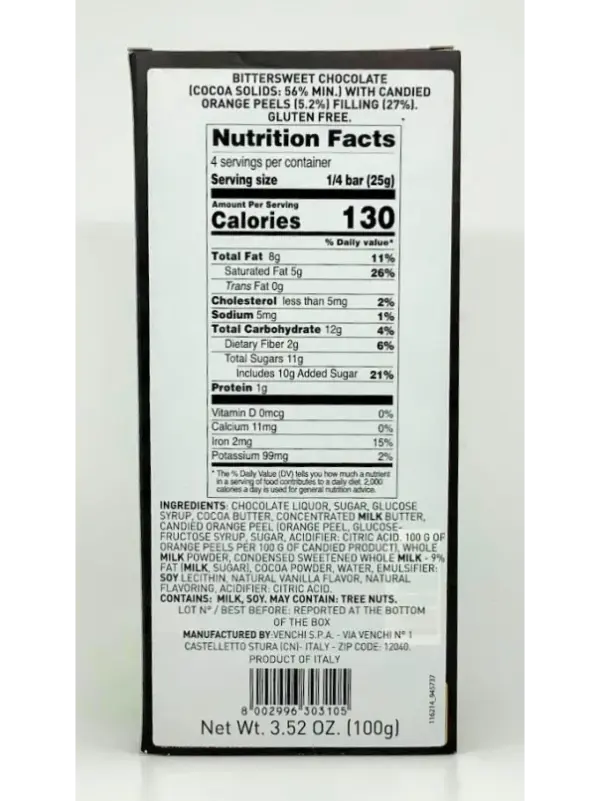 BITTERSWEET CHOCOLATE
(COCOA SOLIDS: 56% MIN.) WITH CANDIED
ORANGE PEELS (5.2%) FILLING (27%).
GLUTEN FREE.
Nutrition Facts
4 servings per container
Serving size 1/4 bar (25g)
Amount Per Serving
Calories 130
% Daily value*
Total Fat 8g 11%
Saturated Fat 5g 26%
Trans Fat 0g
Cholesterol less than 5mg 2%
Sodium 5mg 1%
Total Carbohydrate 12g 4%
Dietary Fiber 2g 6%
Total Sugars 11g
Includes 10g Added Sugar 21%
Protein 1g
Vitamin D 0mcg 0%
Calcium 11mg 0%
Iron 2mg 15%
Potassium 99mg 2%
* The % Daily Value (DV) tells you how much a nutrient
in a serving of food contributes to a daily diet. 2,000
calories a day is used for general nutrition advice.
INGREDIENTS: CHOCOLATE LIQUOR, SUGAR, GLUCOSE
SYRUP, COCOA BUTTER, CONCENTRATED MILK BUTTER,
CANDIED ORANGE PEEL (ORANGE PEEL, GLUCOSE-
FRUCTOSE SYRUP, SUGAR, ACIDIFIER: CITRIC ACID. 100 G OF
ORANGE PEELS PER 100 G OF CANDIED PRODUCT), WHOLE
MILK POWDER, CONDENSED SWEETENED WHOLE MILK - 9%
FAT (MILK, SUGAR), COCOA POWDER, WATER, EMULSIFIER:
SOY LECITHIN, NATURAL VANILLA FLAVOR, NATURAL
FLAVORING, ACIDIFIER: CITRIC ACID.
CONTAINS: MILK, SOY. MAY CONTAIN: TREE NUTS.
LOT N° / BEST BEFORE: REPORTED AT THE BOTTOM
OF THE BOX
MANUFACTURED BY VENCHI S.P.A. - VIA VENCHI N° 1
CASTELLETTO STURA (CN)- ITALY - ZIP CODE: 12040.
PRODUCT OF ITALY
8 002996 303105
116214_945737
Net Wt. 3.52 OZ. (100g)